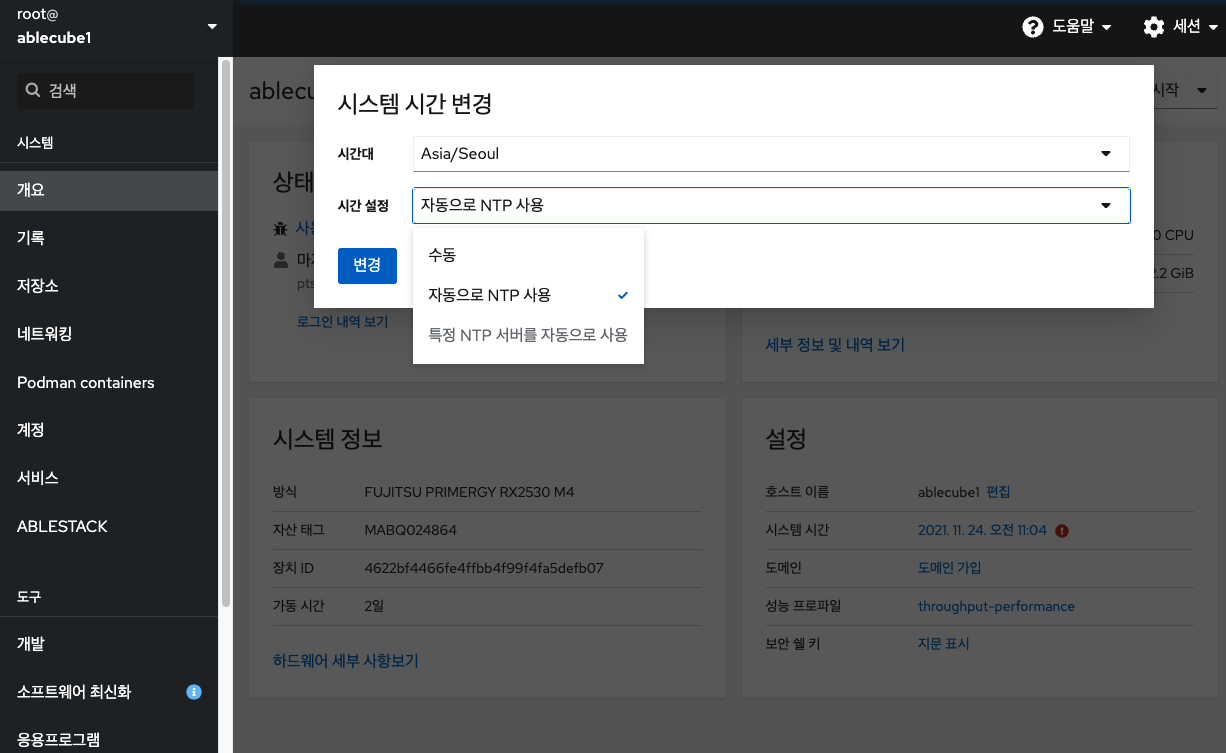 root@
ablecube1
도움말
세션
검색
시스템
개요
기록
저장소
네트워킹
Podman containers
계정
서비스
ABLESTACK
도구
개발
소프트웨어 최신화
응용프로그램
시작
시스템 시간 변경
시간대 Asia/Seoul
시간 설정 자동으로 NTP 사용
수동
자동으로 NTP 사용
특정 NTP 서버를 자동으로 사용
변경
상태
로그인 내역 보기
0 CPU
2.2 GiB
세부 정보 및 내역 보기
시스템 정보
방식 FUJITSU PRIMERGY RX2530 M4
자산 태그 MABQ024864
장치 ID 4622bf4466fe4ffbb4f99f4fa5defb07
가동 시간 2일
하드웨어 세부 사항보기
설정
호스트 이름 ablecube1 편집
시스템 시간 2021. 11. 24. 오전 11:04
도메인 도메인 가입
성능 프로파일 throughput-performance
보안 쉘 키 지문 표시